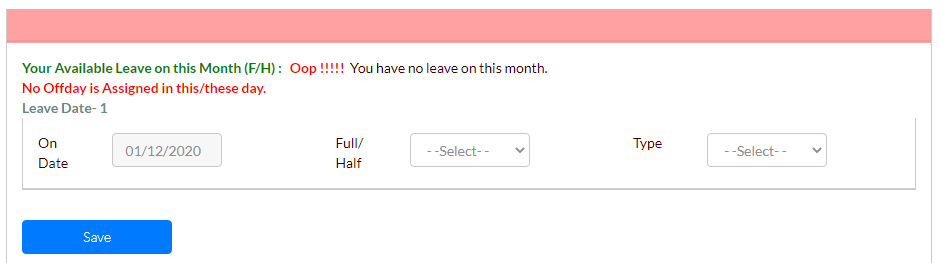 Your Available Leave on this Month (F/H) : Oop !!!!! You have no leave on this month.
No Offday is Assigned in this/these day.
Leave Date- 1
On Date 01/12/2020 Full/ Half --Select-- Type --Select--
Save